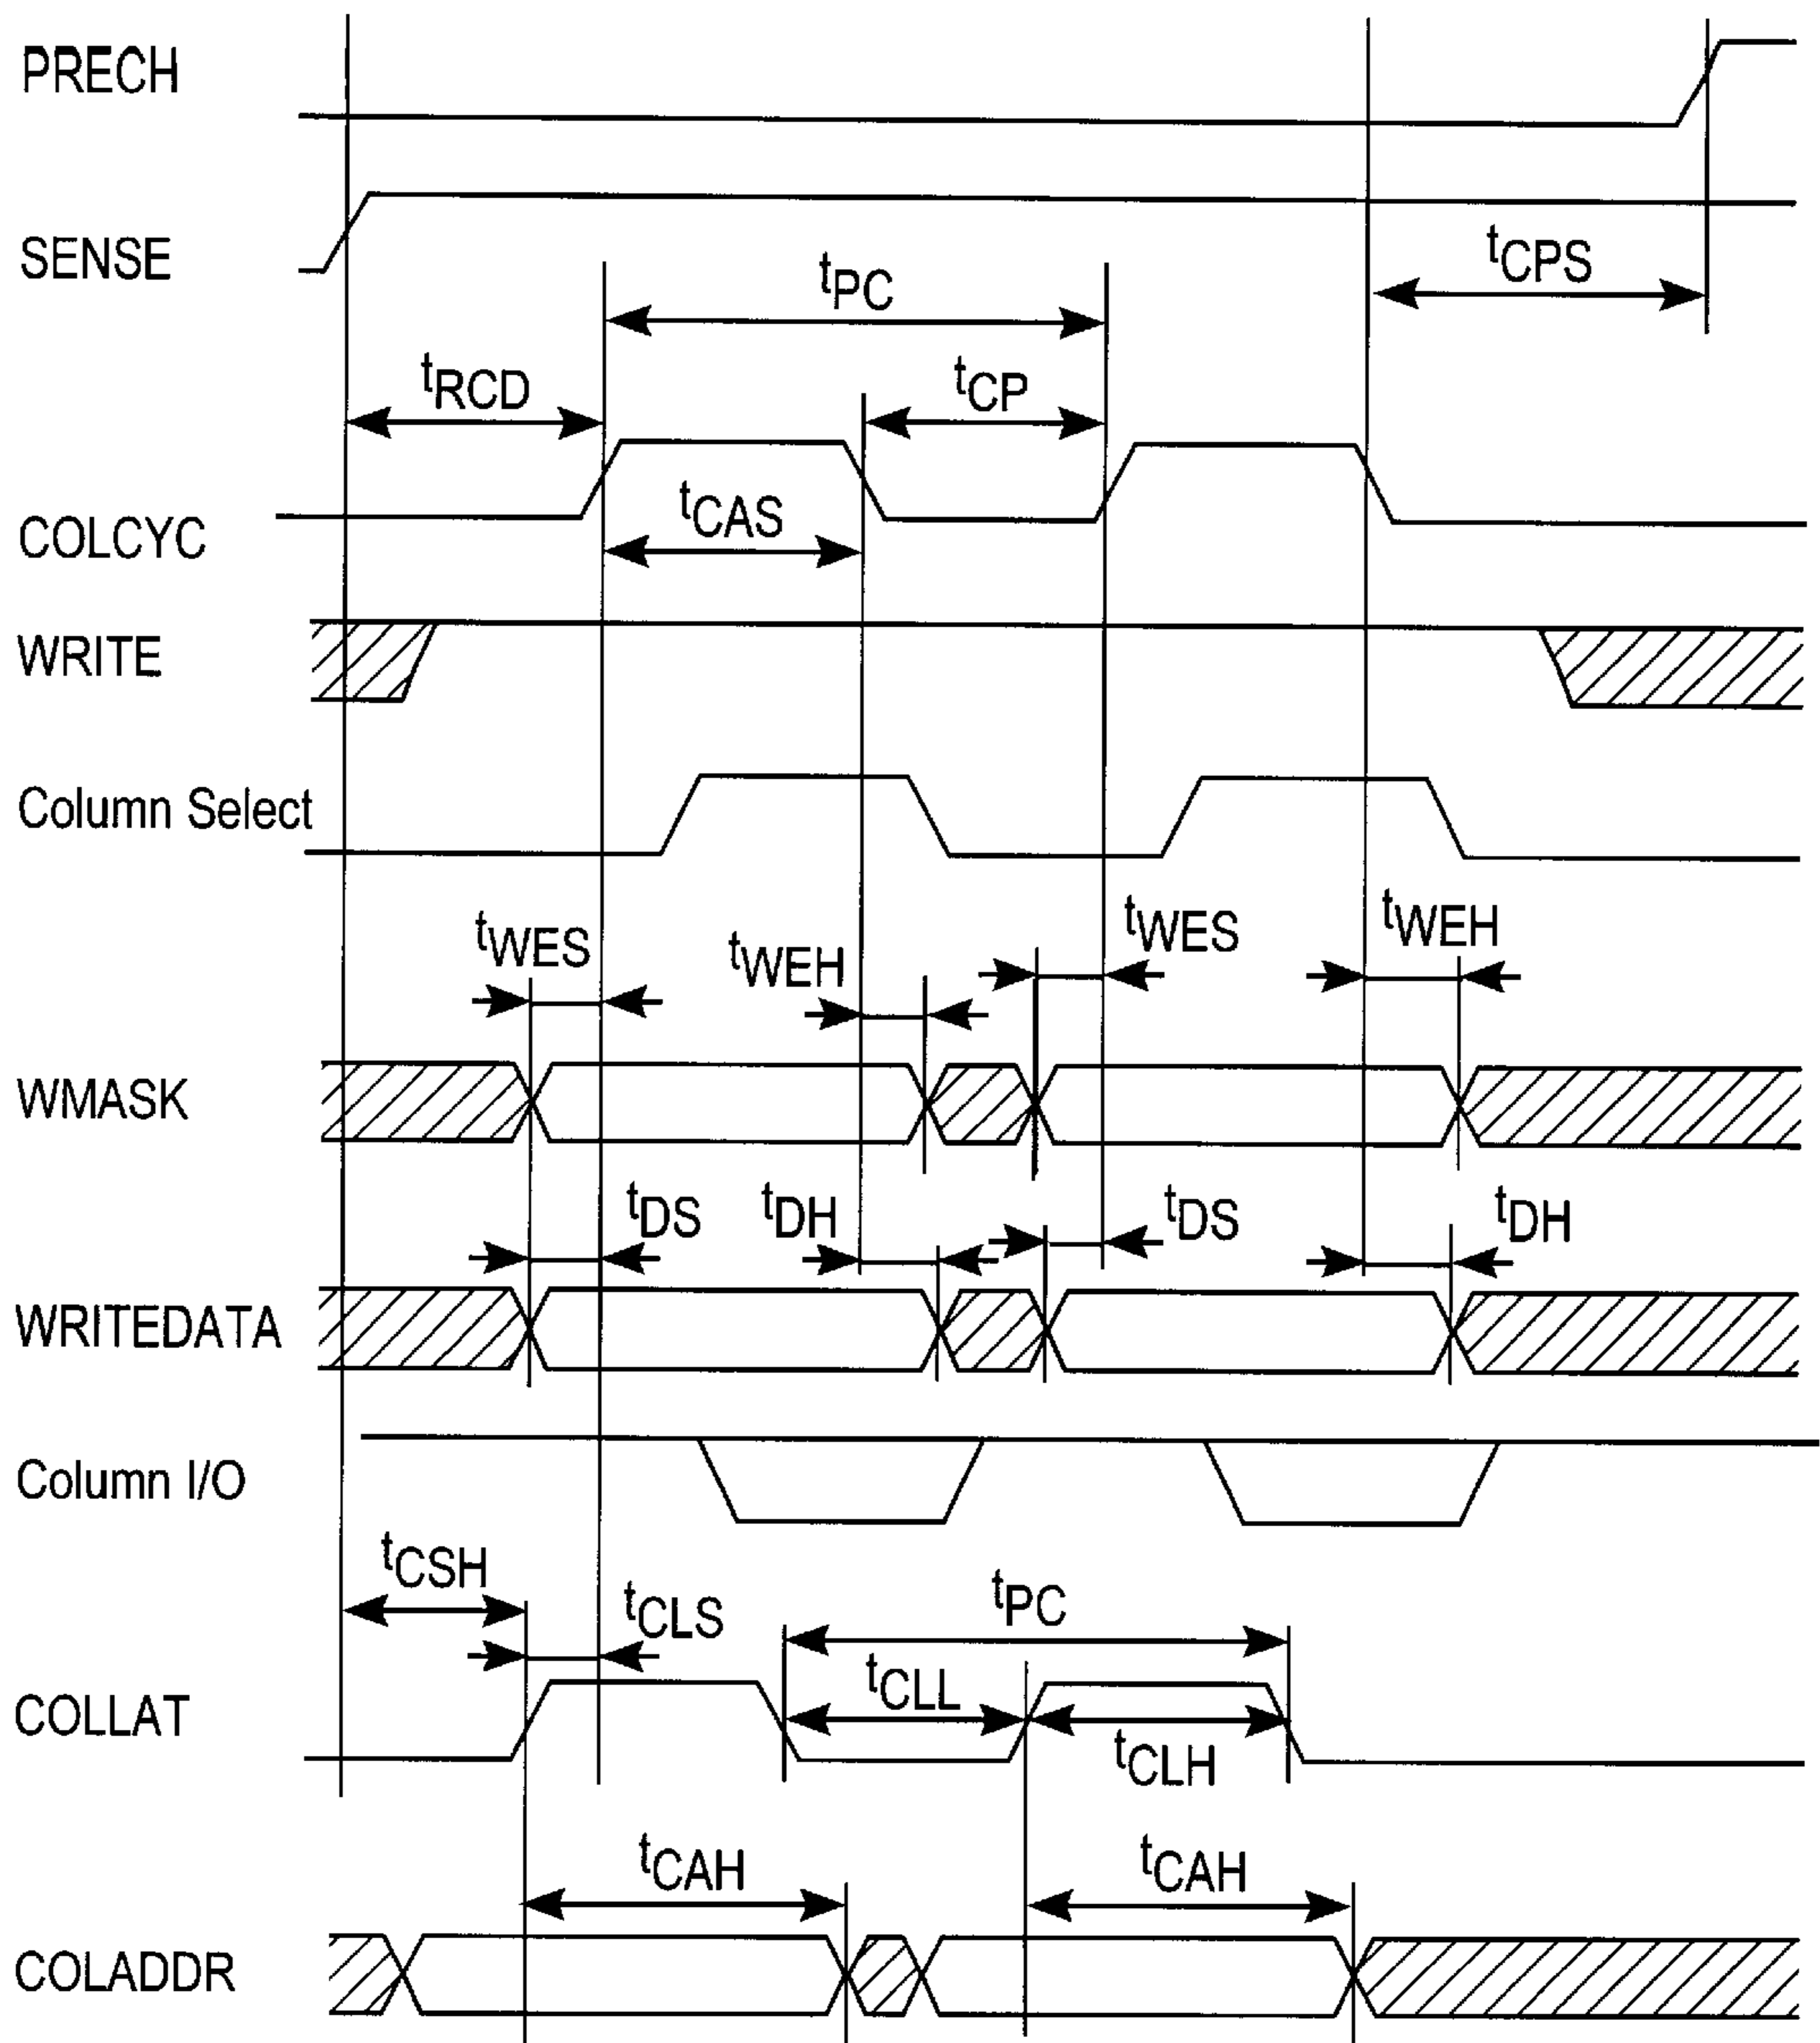 PRECH
SENSE
tCPS
tPC
tRCD
tCP
COLCYC
tCAS
WRITE
Column Select
tWES
tWEH
tWES
tWEH
WMASK
tDS
tDH
tDS
tDH
WRITEDATA
Column I/O
tCSH
tCLS
tPC
COLLAT
tCLL
tCLH
tCAH
tCAH
COLADDR